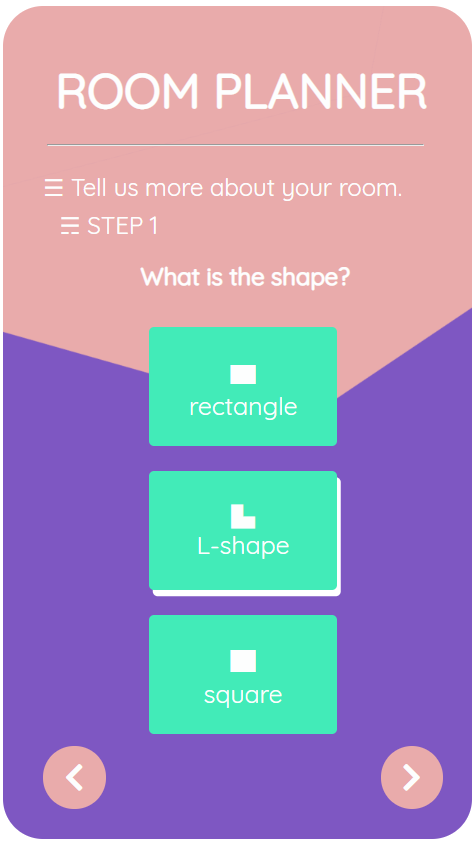 ROOM PLANNER
☰ Tell us more about your room.
☶ STEP 1
What is the shape?
rectangle
L-shape
square